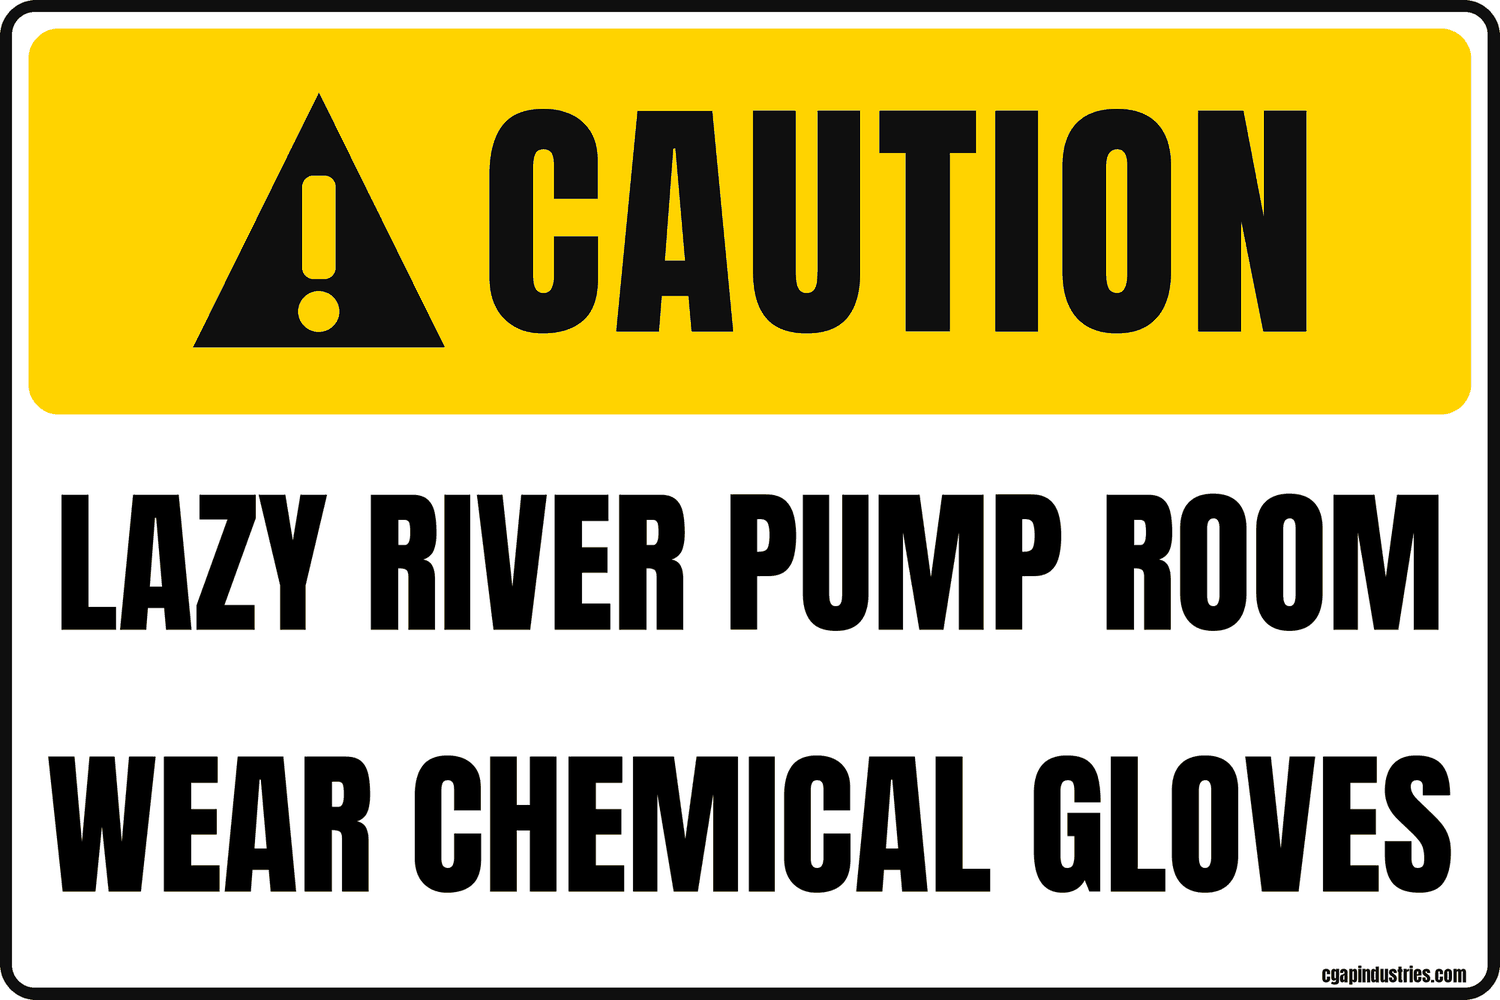 CAUTION
LAZY RIVER PUMP ROOM
WEAR CHEMICAL GLOVES
cgapindustries.com